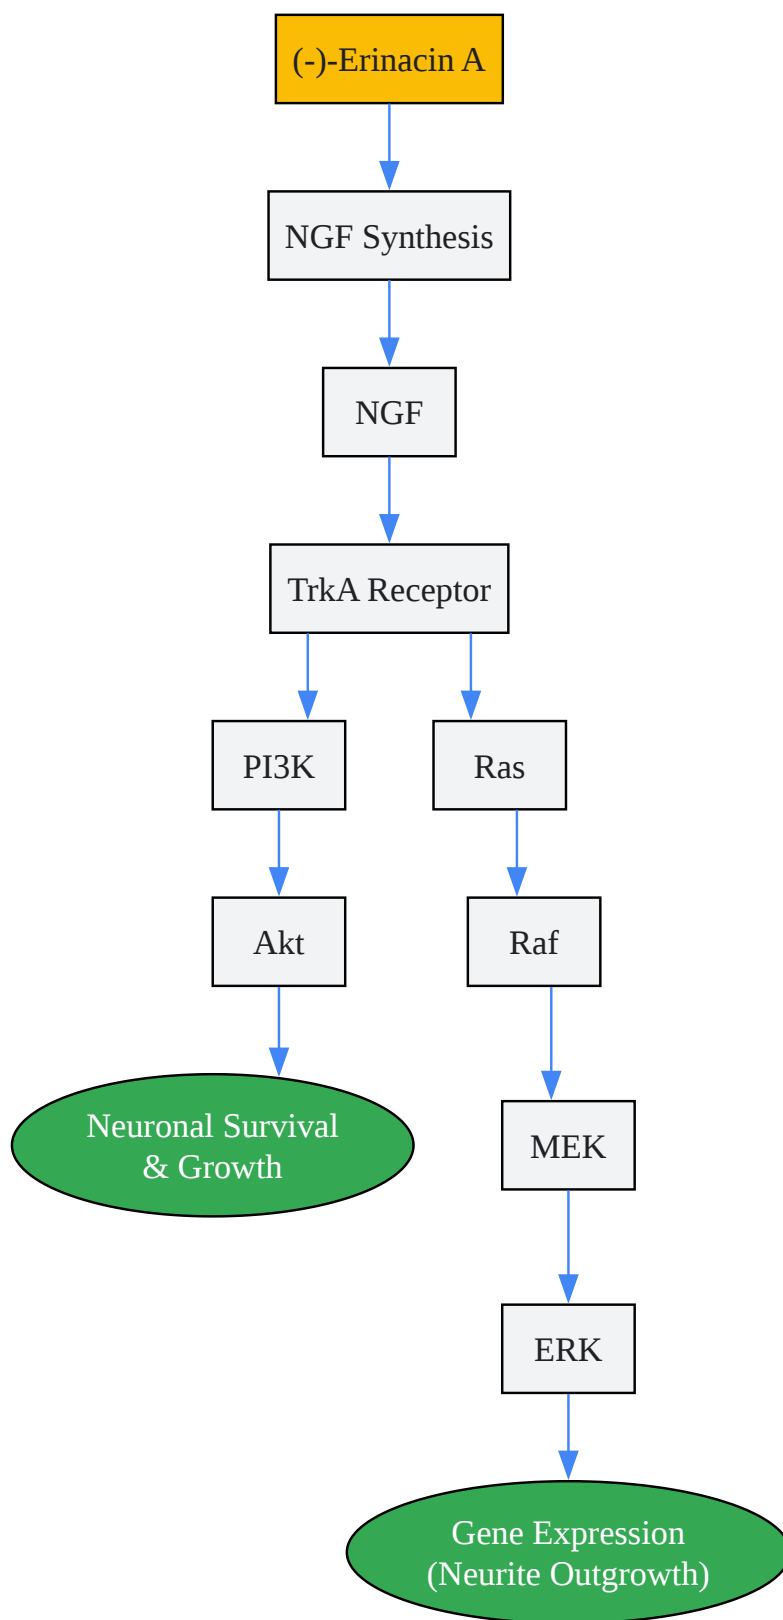 (-)-Erinacin A
NGF Synthesis
NGF
TrkA Receptor
PI3K
Ras
Akt
Raf
Neuronal Survival
& Growth
MEK
ERK
Gene Expression
(Neurite Outgrowth)